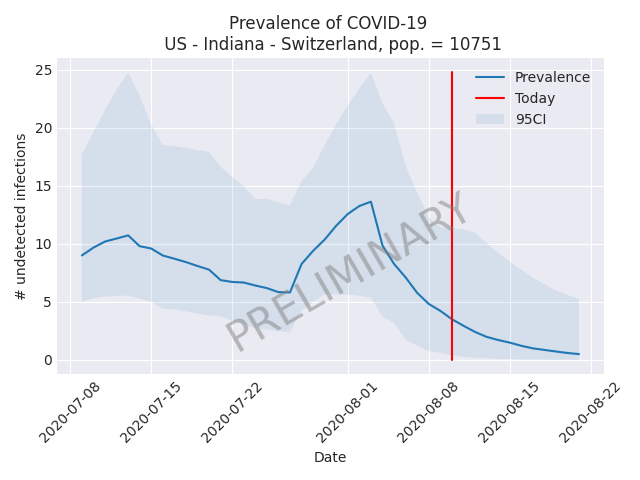 Prevalence of COVID-19
US - Indiana - Switzerland, pop. = 10751
25
20
15
10
5
0
# undetected infections
Prevalence
Today
95CI
PRELIMINARY
2020-07-08
2020-07-15
2020-07-22
2020-08-01
2020-08-08
2020-08-15
2020-08-22
Date